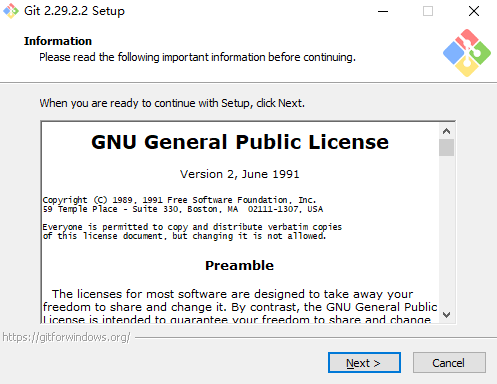 Git 2.29.2.2 Setup
Information
Please read the following important information before continuing.
When you are ready to continue with Setup, click Next.
GNU General Public License
Version 2, June 1991
Copyright (C) 1989, 1991 Free Software Foundation, Inc.
59 Temple Place - Suite 330, Boston, MA  02111-1307, USA
Everyone is permitted to copy and distribute verbatim copies
of this license document, but changing it is not allowed.
Preamble
The licenses for most software are designed to take away your
freedom to share and change it. By contrast, the GNU General Public
License is intended to guarantee your freedom to share and change
https://gitforwindows.org/
Next >
Cancel